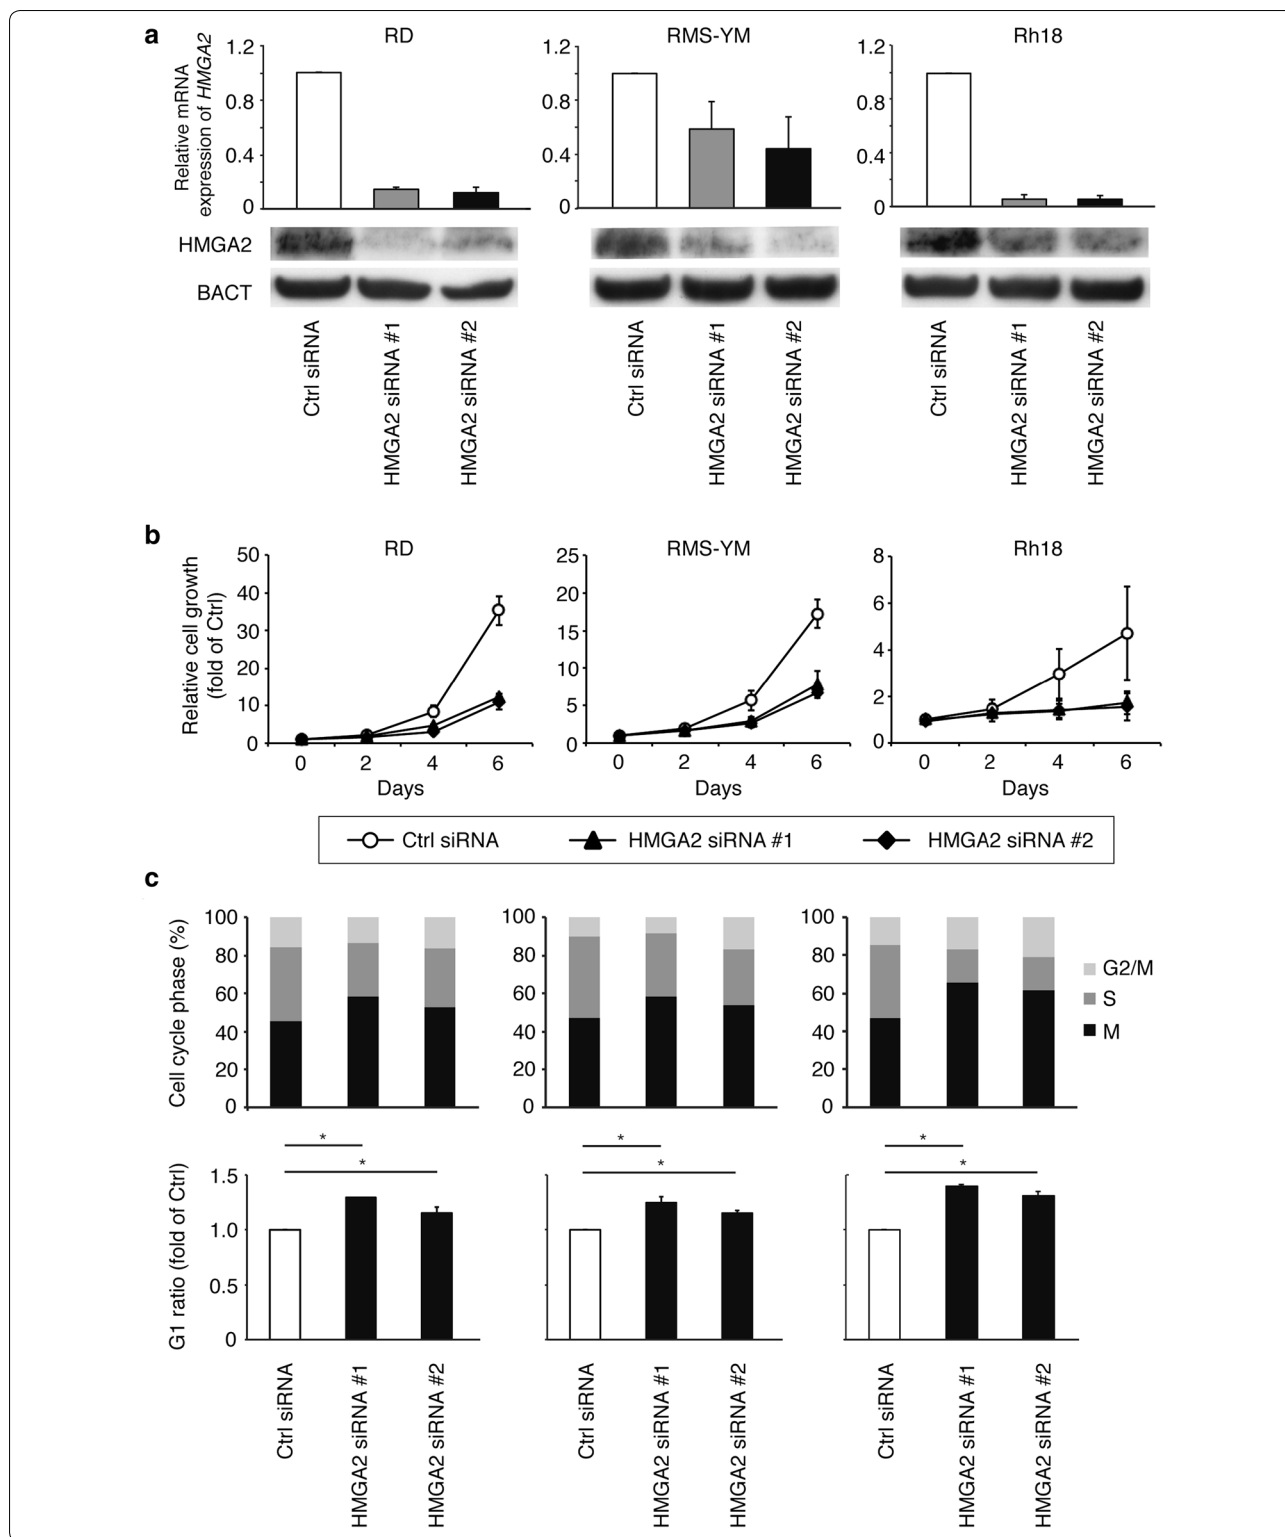 a
RD
RMS-YM
Rh18
Relative mRNA
expression of HMGA2
1.2
0.8
0.4
0
1.2
0.8
0.4
0
1.2
0.8
0.4
0
HMGA2
BACT
Ctrl siRNA
HMGA2 siRNA #1
HMGA2 siRNA #2
Ctrl siRNA
HMGA2 siRNA #1
HMGA2 siRNA #2
Ctrl siRNA
HMGA2 siRNA #1
HMGA2 siRNA #2
b
RD
RMS-YM
Rh18
Relative cell growth
(fold of Ctrl)
50
40
30
20
10
0
25
20
15
10
5
0
8
6
4
2
0
0 2 4 6
0 2 4 6
0 2 4 6
Days
Days
Days
Ctrl siRNA
HMGA2 siRNA #1
HMGA2 siRNA #2
c
Cell cycle phase (%)
100
80
60
40
20
0
100
80
60
40
20
0
100
80
60
40
20
0
G2/M
S
M
* * *
* * *
G1 ratio (fold of Ctrl)
1.5
1.0
0.5
0
Ctrl siRNA
HMGA2 siRNA #1
HMGA2 siRNA #2
Ctrl siRNA
HMGA2 siRNA #1
HMGA2 siRNA #2
Ctrl siRNA
HMGA2 siRNA #1
HMGA2 siRNA #2